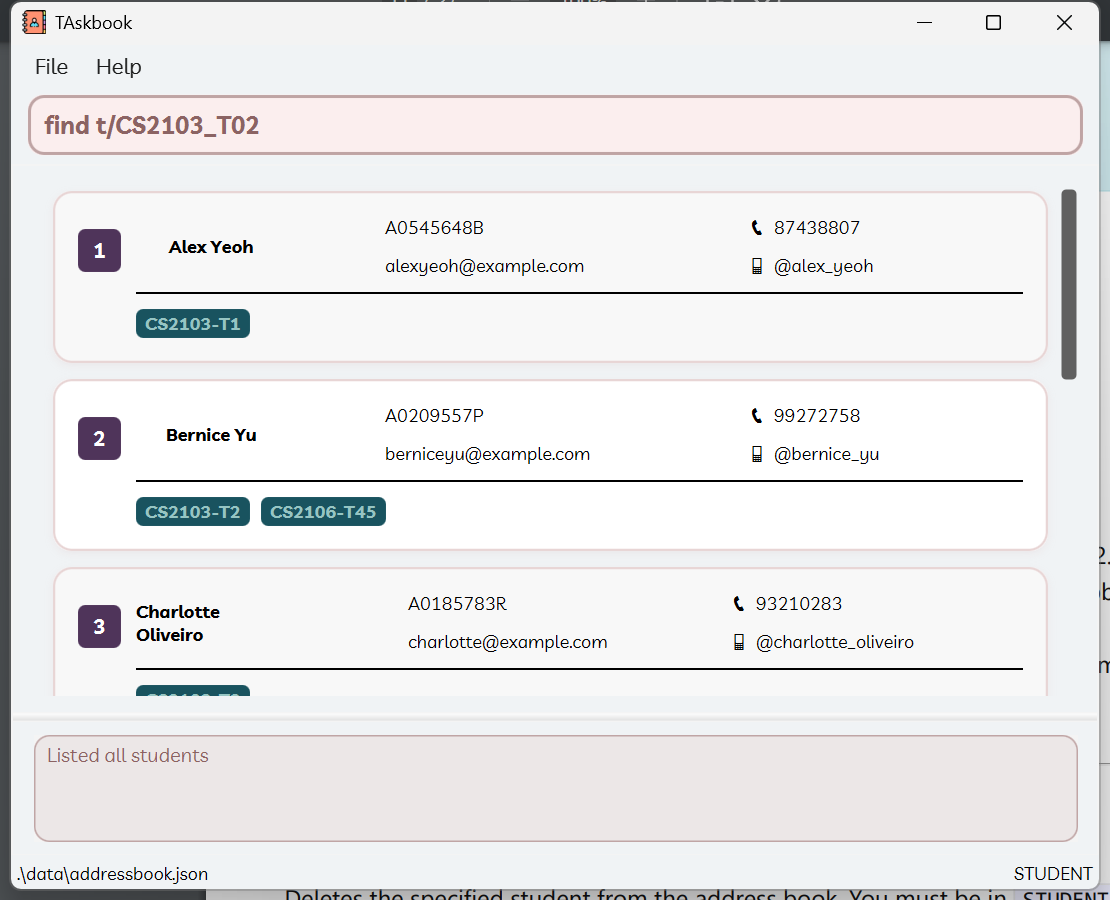 TAskbook
File Help
find t/CS2103_T02
1
Alex Yeoh
A0545648B
87438807
alexyeoh@example.com
@alex_yeoh
CS2103-T1
2
Bernice Yu
A0209557P
99272758
berniceyu@example.com
@bernice_yu
CS2103-T2 CS2106-T45
3
Charlotte
Oliveiro
A0185783R
93210283
charlotte@example.com
@charlotte_oliveiro
Listed all students
.\data\addressbook.json
STUDENT
Deletes the specified student from the address book. You must be in STUDENT